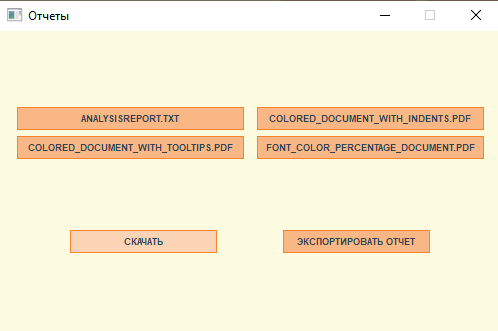 Отчеты
ANALYSISREPORT.TXT
COLORED_DOCUMENT_WITH_INDENTS.PDF
COLORED_DOCUMENT_WITH_TOOLTIPS.PDF
FONT_COLOR_PERCENTAGE_DOCUMENT.PDF
СКАЧАТЬ
ЭКСПОРТИРОВАТЬ ОТЧЕТ